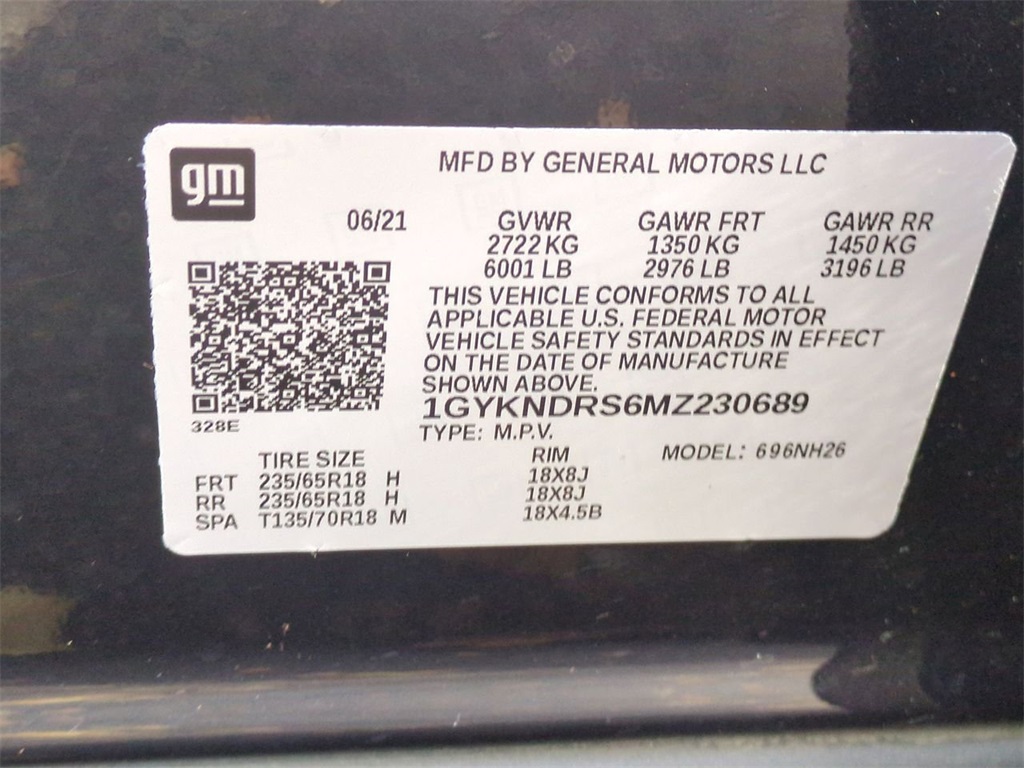 gm
MFD BY GENERAL MOTORS LLC
06/21 GVWR GAWR FRT GAWR RR
2722 KG 1350 KG 1450 KG
6001 LB 2976 LB 3196 LB
THIS VEHICLE CONFORMS TO ALL
APPLICABLE U.S. FEDERAL MOTOR
VEHICLE SAFETY STANDARDS IN EFFECT
ON THE DATE OF MANUFACTURE
SHOWN ABOVE.
1GYKNDRS6MZ230689
328E
TYPE: M.P.V.
TIRE SIZE RIM MODEL: 696NH26
FRT 235/65R18 H 18X8J
RR 235/65R18 H 18X8J
SPA T135/70R18 M 18X4.5B